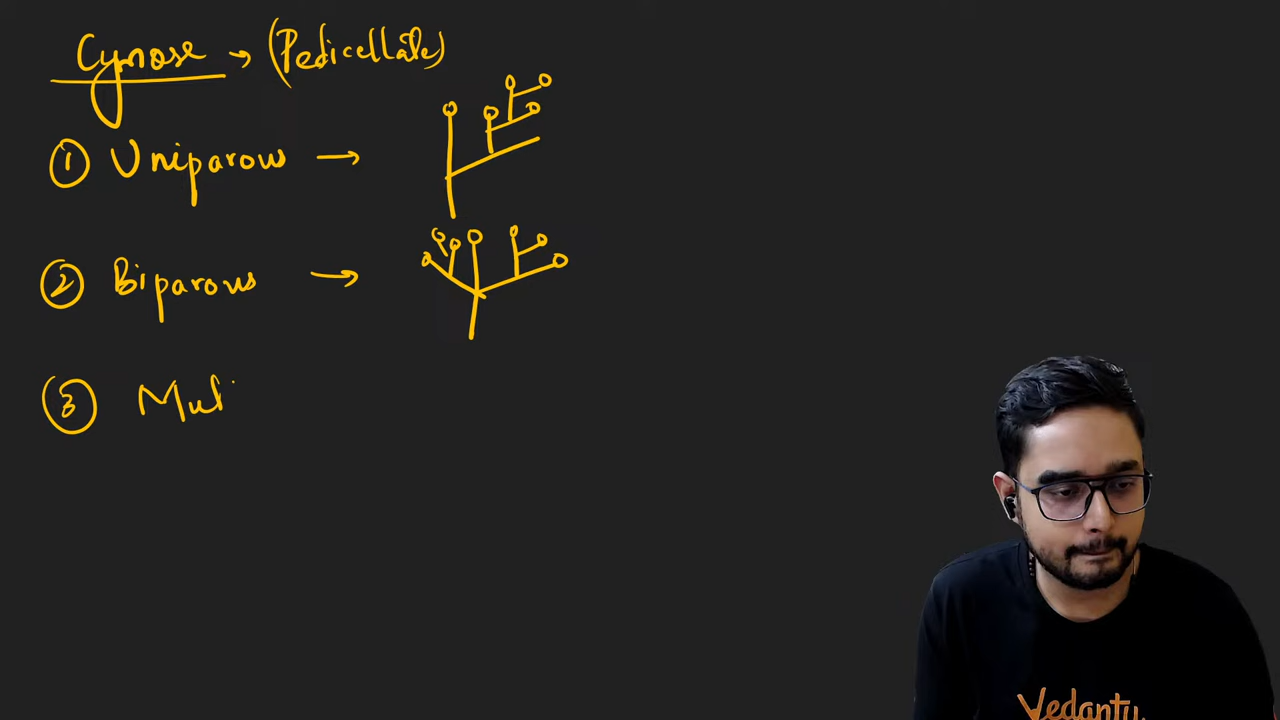 Cymose → (Pedicellate)
① Uniparous →
② Biparous →
③ Mul
Vedantu